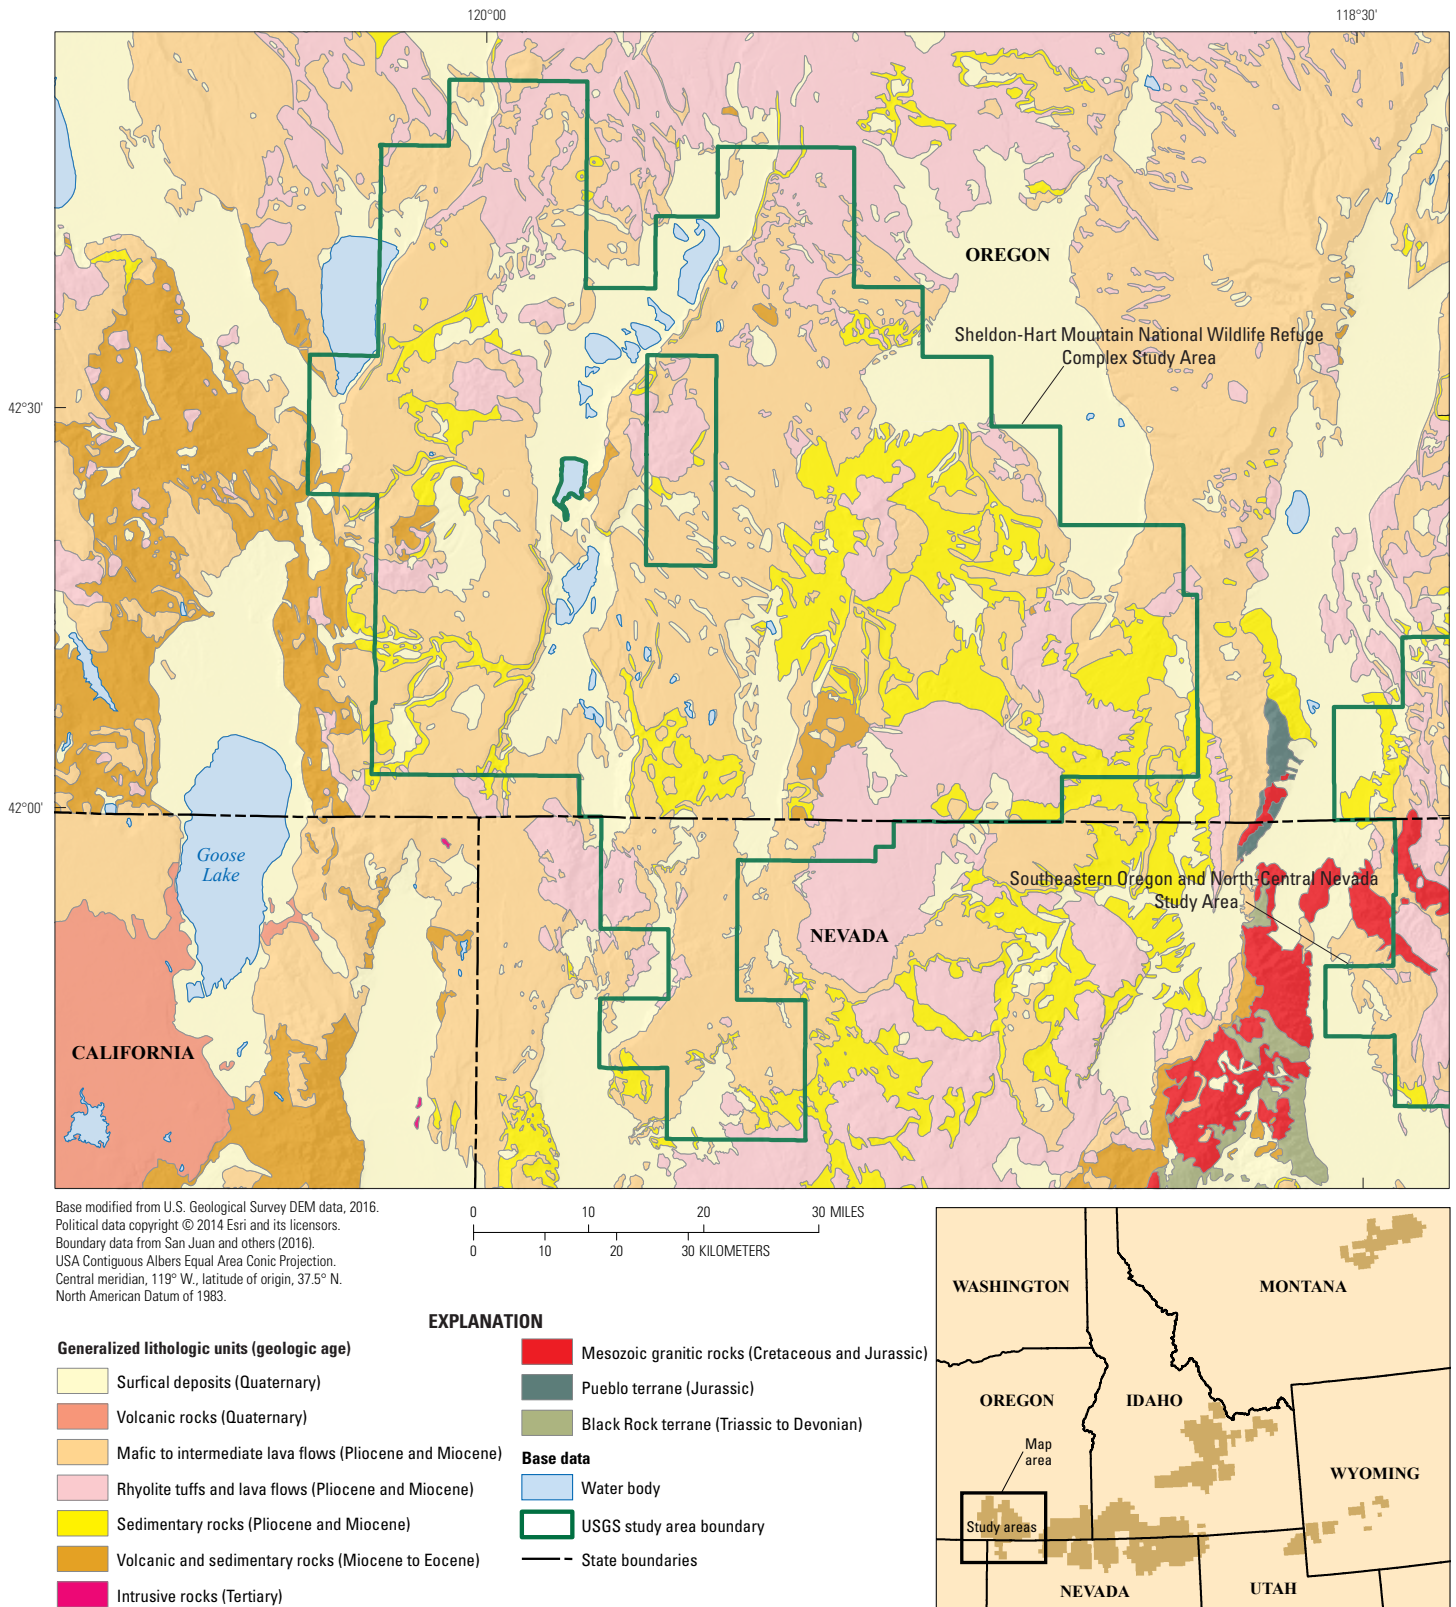 120°00'
118°30'
OREGON
Sheldon-Hart Mountain National Wildlife Refuge
Complex Study Area
42°30'
42°00'
Goose
Lake
Southeastern Oregon and North-Central Nevada
Study Area
NEVADA
CALIFORNIA
Base modified from U.S. Geological Survey DEM data, 2016.
Political data copyright © 2014 Esri and its licensors.
Boundary data from San Juan and others (2016).
USA Contiguous Albers Equal Area Conic Projection.
Central meridian, 119° W., latitude of origin, 37.5° N.
North American Datum of 1983.
0 10 20 30 MILES
0 10 20 30 KILOMETERS
EXPLANATION
Generalized lithologic units (geologic age)
Surfical deposits (Quaternary)
Volcanic rocks (Quaternary)
Mafic to intermediate lava flows (Pliocene and Miocene)
Rhyolite tuffs and lava flows (Pliocene and Miocene)
Sedimentary rocks (Pliocene and Miocene)
Volcanic and sedimentary rocks (Miocene to Eocene)
Intrusive rocks (Tertiary)
Mesozoic granitic rocks (Cretaceous and Jurassic)
Pueblo terrane (Jurassic)
Black Rock terrane (Triassic to Devonian)
Base data
Water body
USGS study area boundary
State boundaries
WASHINGTON
MONTANA
OREGON
IDAHO
Map
area
WYOMING
Study areas
NEVADA
UTAH